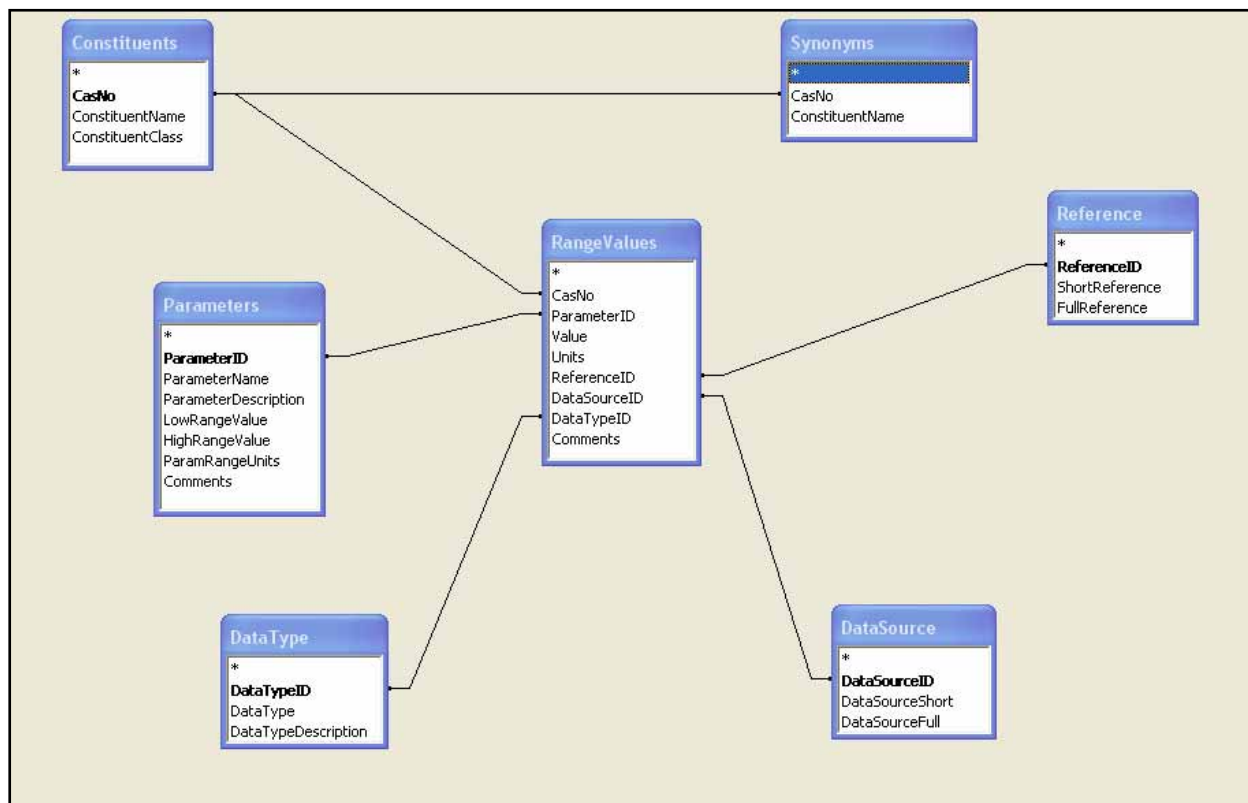 Constituents
*
CasNo
ConstituentName
ConstituentClass
Synonyms
*
CasNo
ConstituentName
Reference
*
ReferenceID
ShortReference
FullReference
RangeValues
*
CasNo
ParameterID
Value
Units
ReferenceID
DataSourceID
DataTypeID
Comments
Parameters
*
ParameterID
ParameterName
ParameterDescription
LowRangeValue
HighRangeValue
ParamRangeUnits
Comments
DataType
*
DataTypeID
DataType
DataTypeDescription
DataSource
*
DataSourceID
DataSourceShort
DataSourceFull